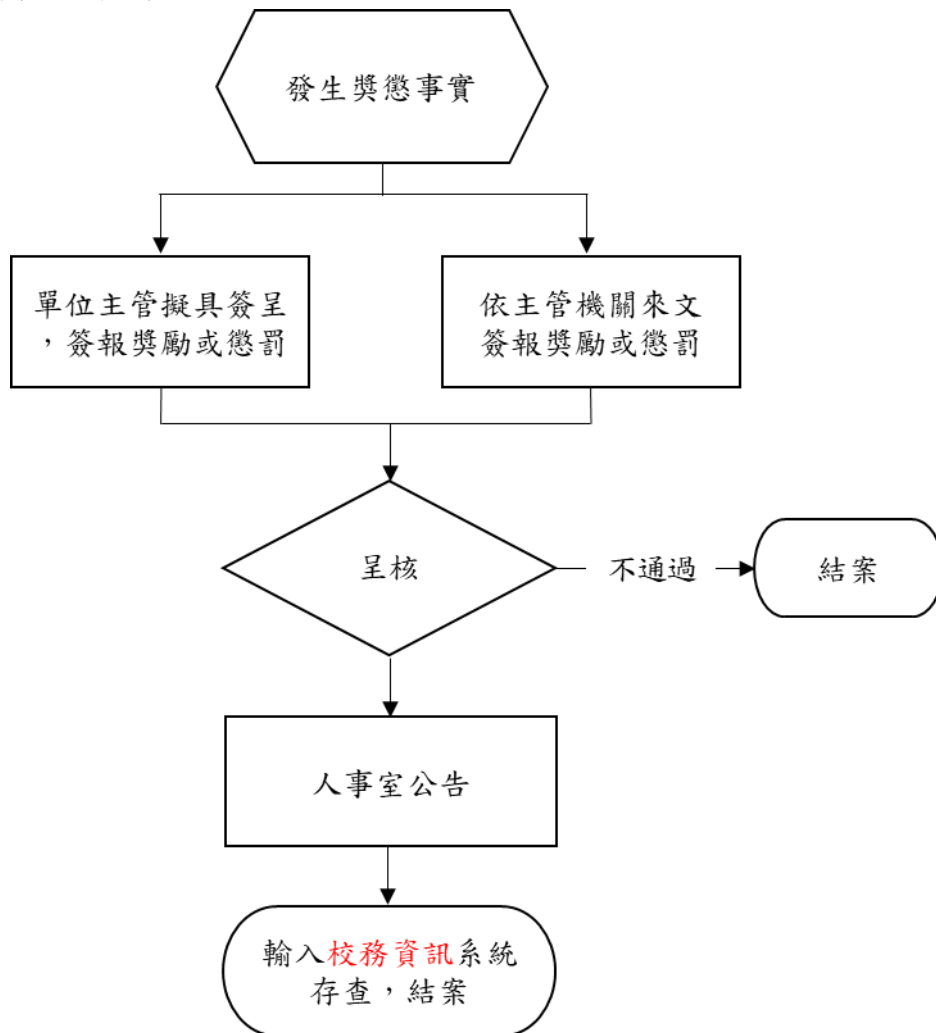 發生獎懲事實
單位主管擬具簽呈
，簽報獎勵或懲罰
依主管機關來文
簽報獎勵或懲罰
呈核
不通過
結案
人事室公告
輸入校務資訊系統
存查，結案